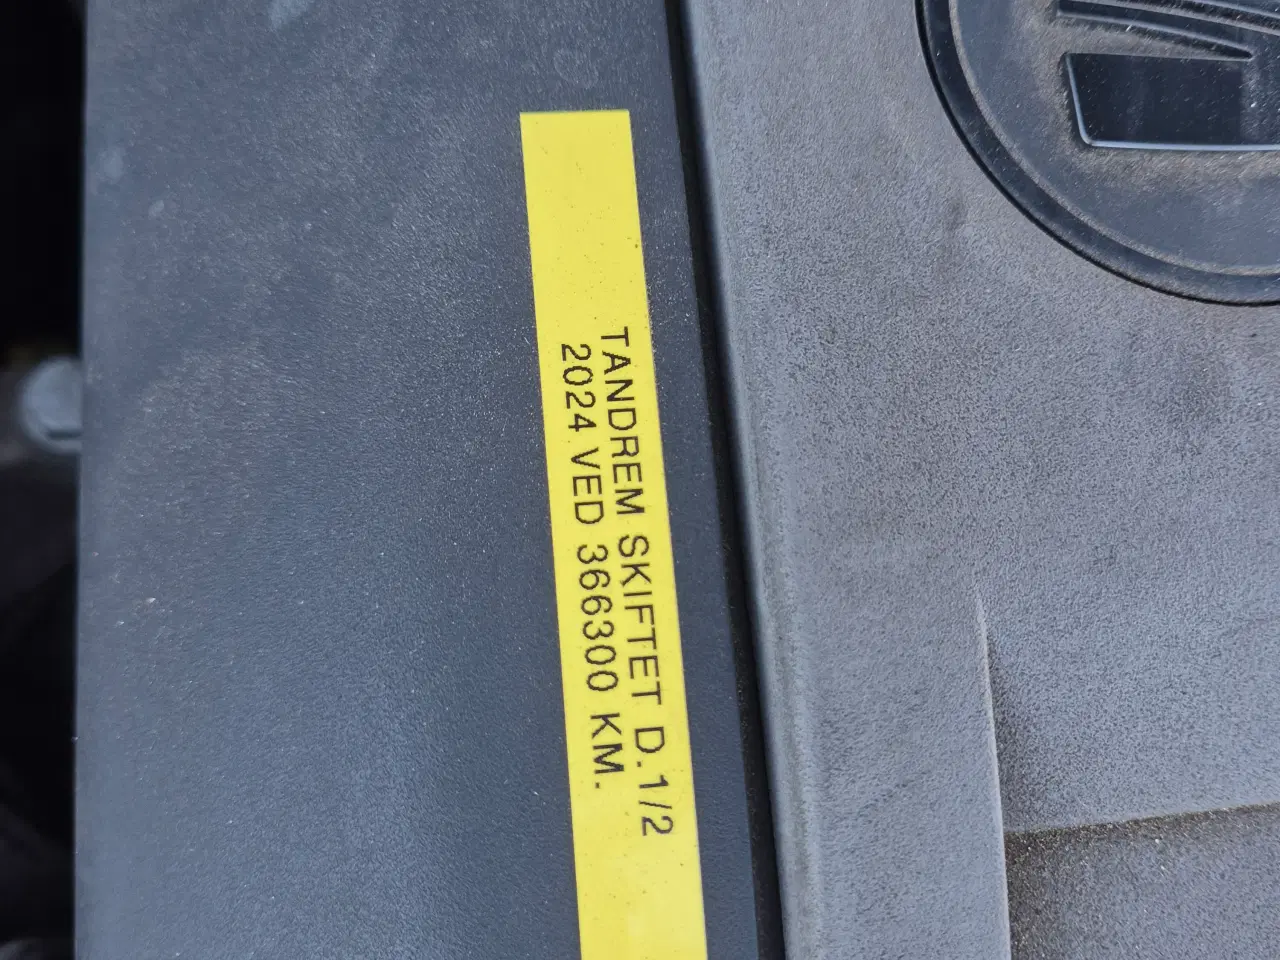 TANDREM SKIFTET D.1/2
2024 VED 366300 KM.